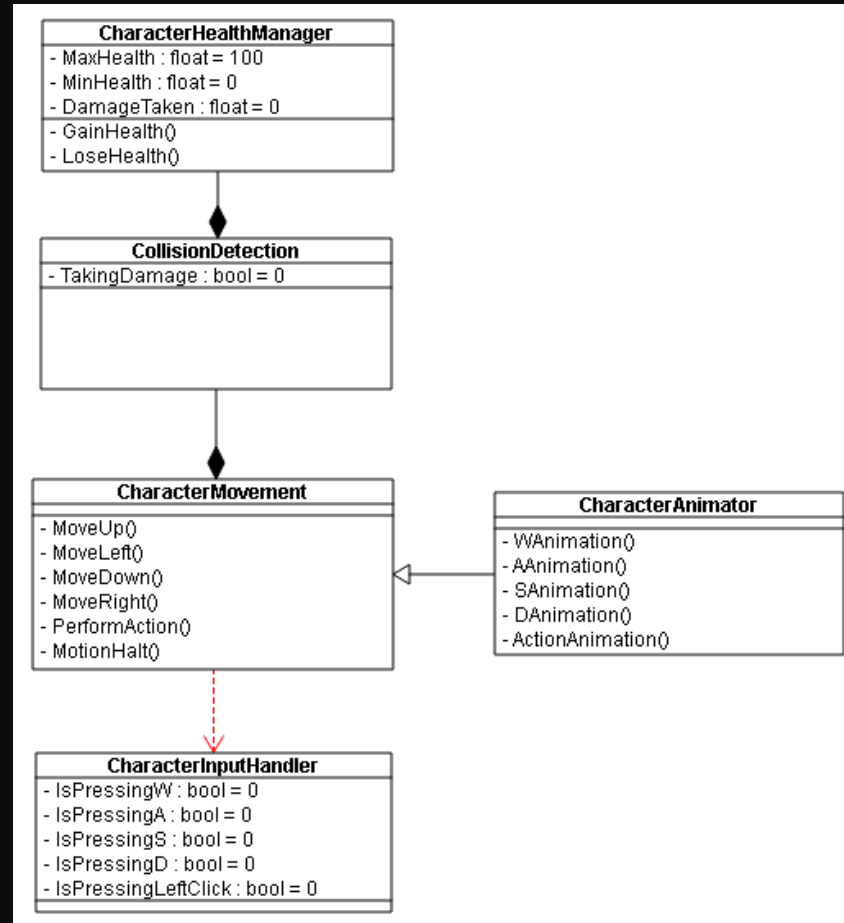 CharacterHealthManager
- MaxHealth : float = 100
- MinHealth : float = 0
- DamageTaken : float = 0
- GainHealth()
- LoseHealth()
CollisionDetection
- TakingDamage : bool = 0
CharacterMovement
- MoveUp()
- MoveLeft()
- MoveDown()
- MoveRight()
- PerformAction()
- MotionHalt()
CharacterAnimator
- WAnimation()
- AAnimation()
- SAnimation()
- DAnimation()
- ActionAnimation()
CharacterInputHandler
- IsPressingW : bool = 0
- IsPressingA : bool = 0
- IsPressingS : bool = 0
- IsPressingD : bool = 0
- IsPressingLeftClick : bool = 0